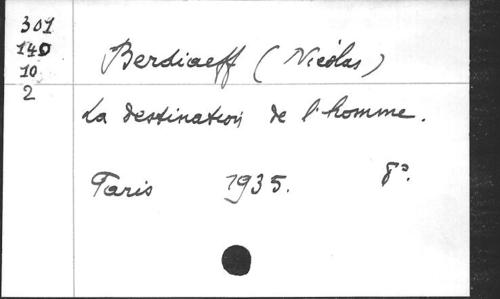 301
140
10
2
Berdiaeff (Nicolas)
La destination de l'homme.
Paris 1935. 8°.